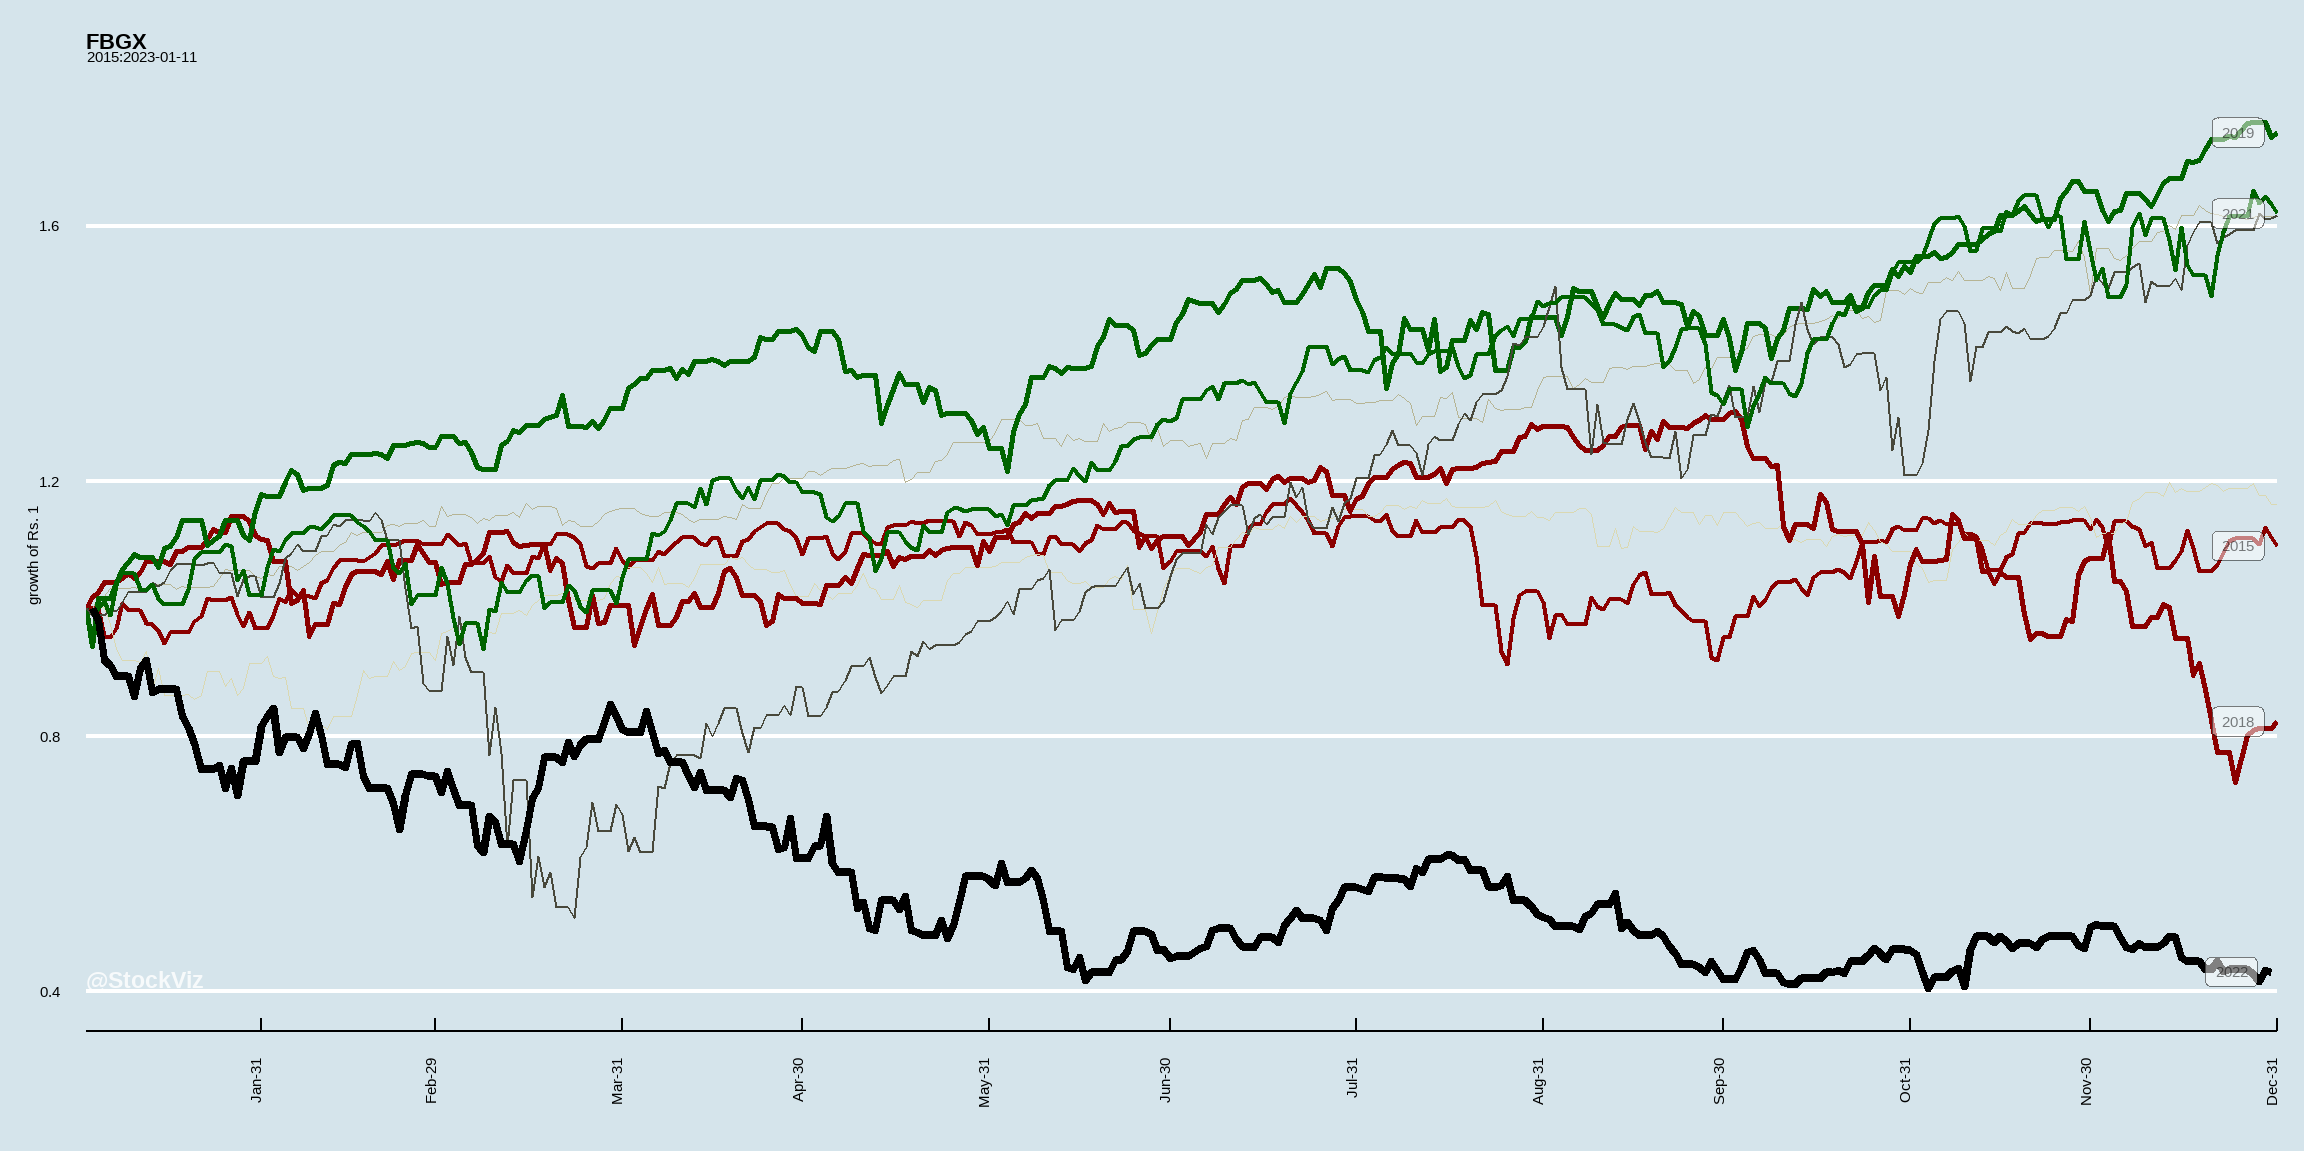 FBGX
2015:2023-01-11
2019
2021
1.6
1.2
growth of Rs. 1
2015
2018
0.8
2022
@StockViz
0.4
Jan-31
Feb-29
Mar-31
Apr-30
May-31
Jun-30
Jul-31
Aug-31
Sep-30
Oct-31
Nov-30
Dec-31